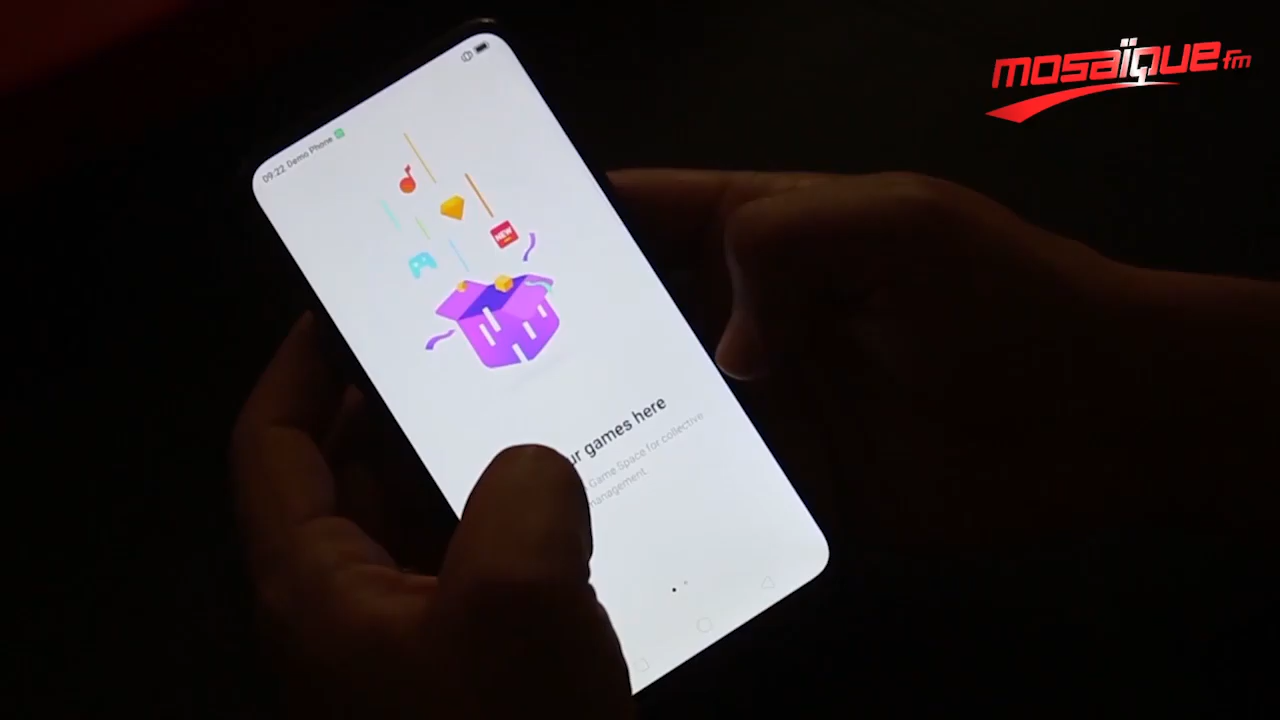 mosaïque fm
09:22 Demo Phone
NEW
ur games here
Game Space for collective
management.